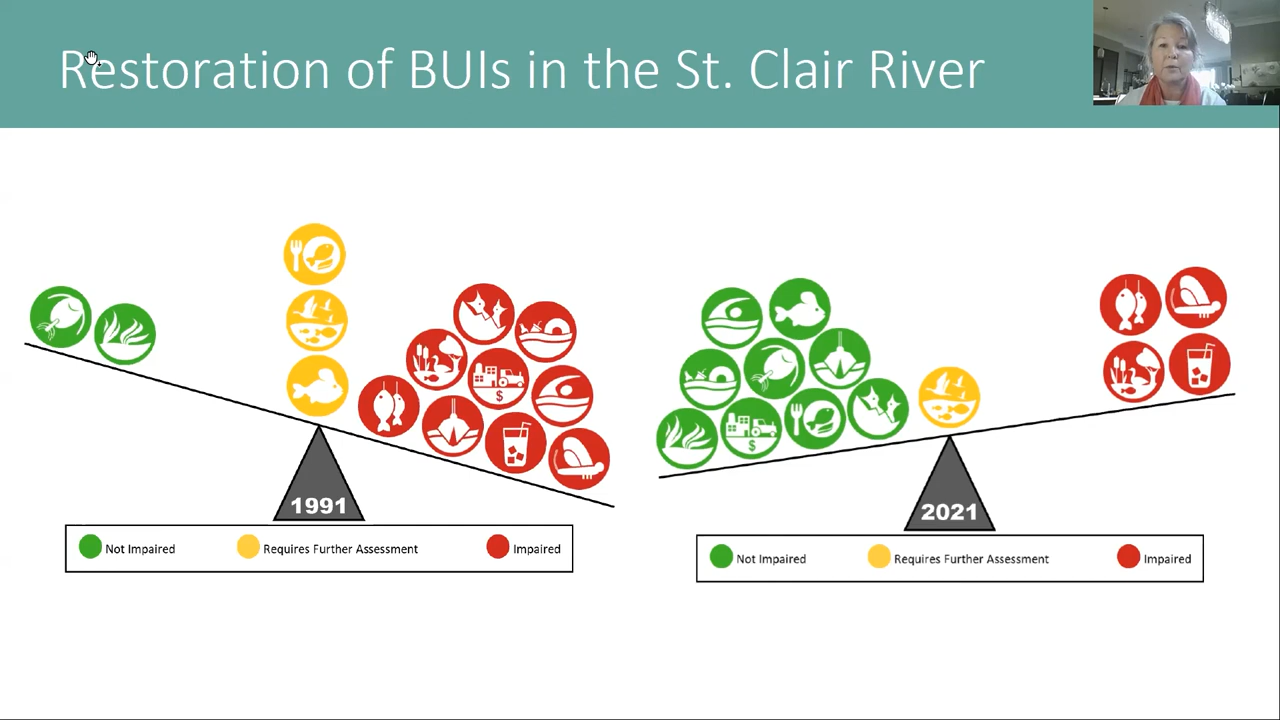 Restoration of BUIs in the St. Clair River
$
1991
Not Impaired
Requires Further Assessment
Impaired
$
2021
Not Impaired
Requires Further Assessment
Impaired